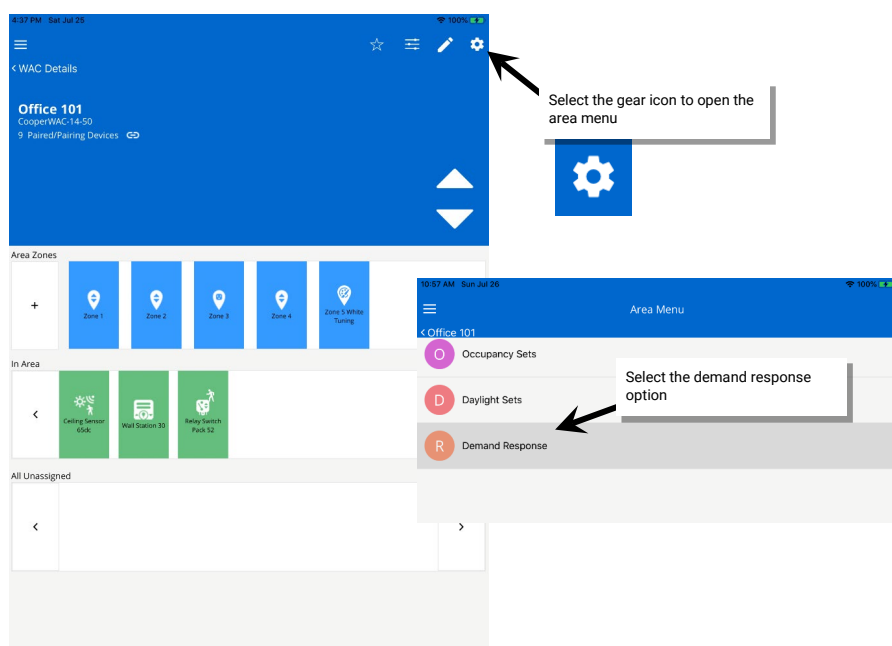 4:37 PM Sat Jul 25
100%
< WAC Details
Office 101
CooperWAC-14-50
9 Paired/Pairing Devices
Select the gear icon to open the
area menu
Area Zones
+
Zone 1
Zone 2
Zone 3
Zone 4
Zone 5 White
Tuning
In Area
<
Ceiling Sensor
65dc
Wall Station 30
Relay Switch
Pack 52
All Unassigned
<
>
10:57 AM Sun Jul 26
100%
Area Menu
< Office 101
O Occupancy Sets
D Daylight Sets
R Demand Response
Select the demand response
option